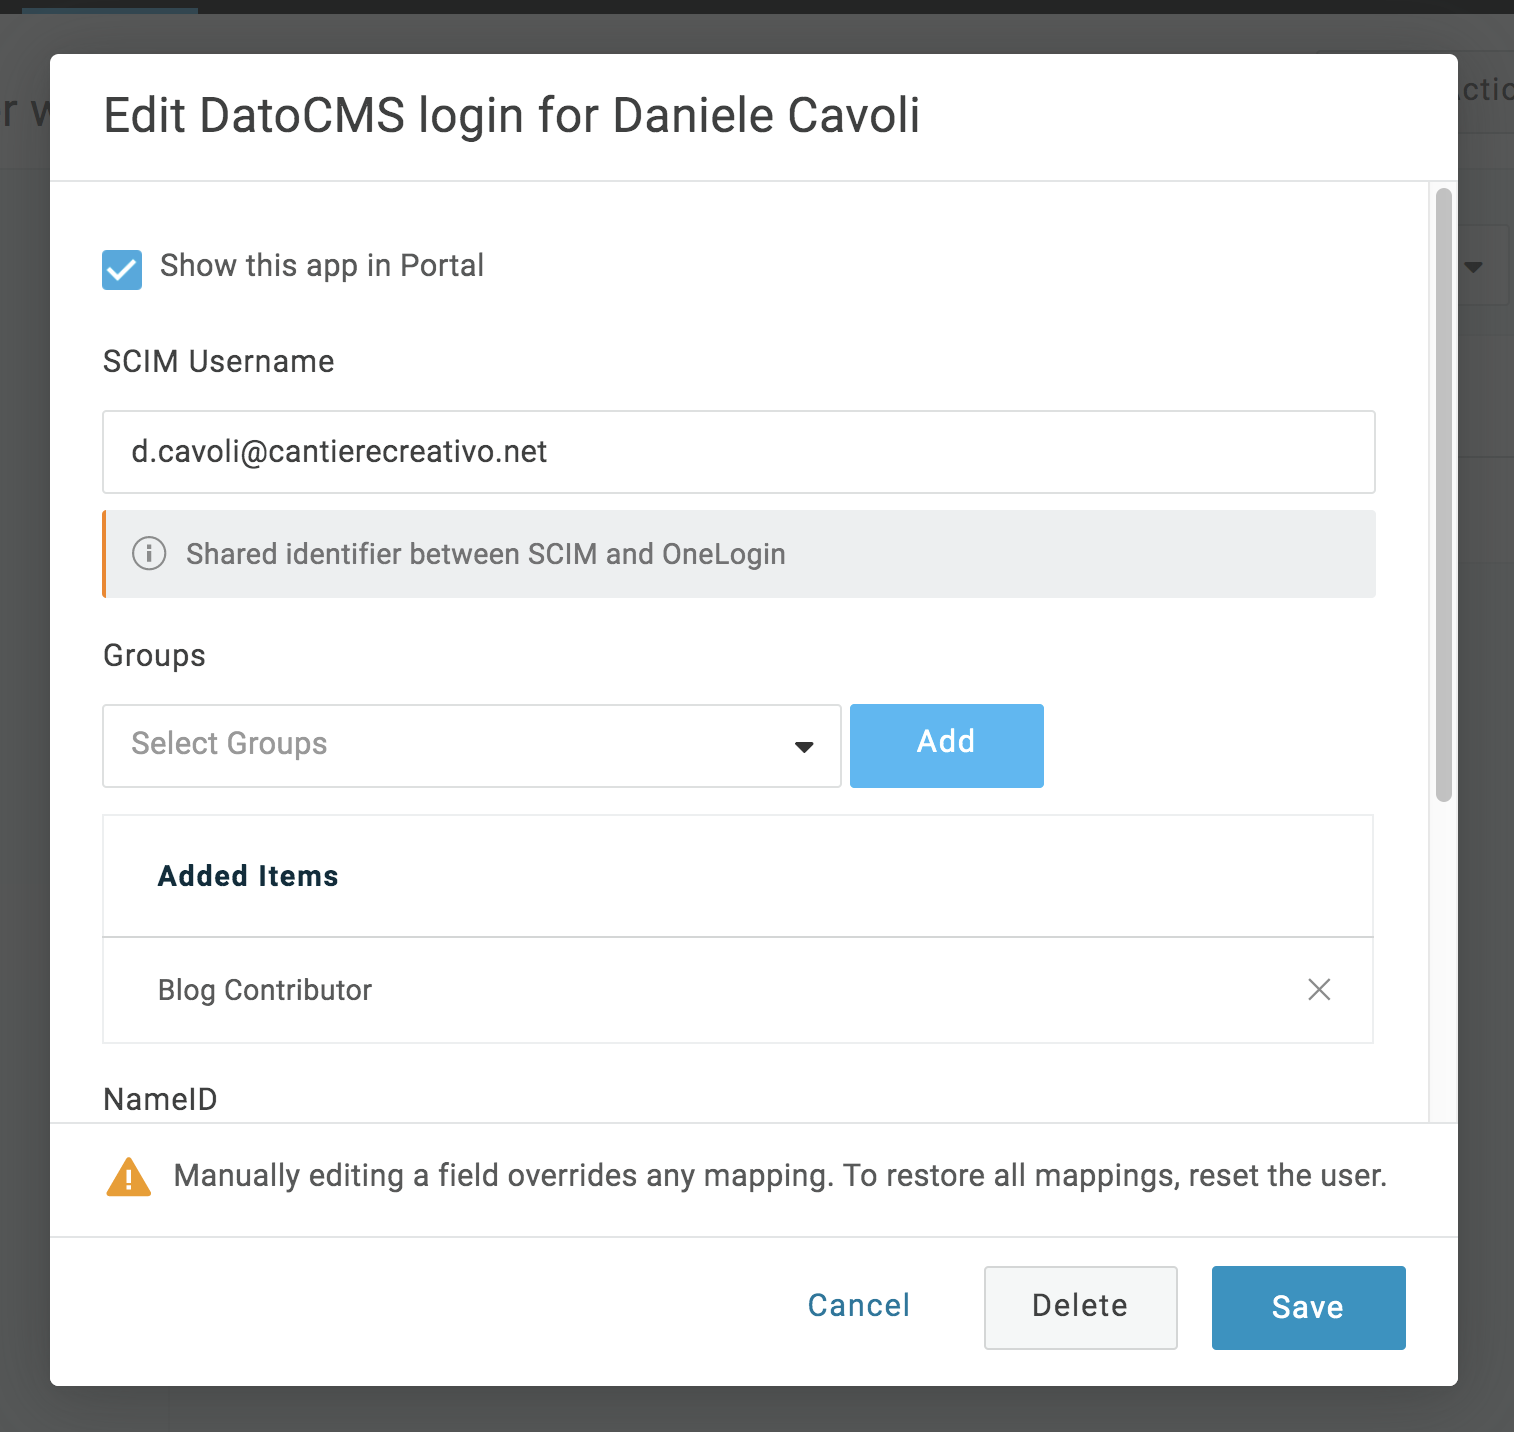 Edit DatoCMS login for Daniele Cavoli
Show this app in Portal
SCIM Username
d.cavoli@cantierecreativo.net
Shared identifier between SCIM and OneLogin
Groups
Select Groups
Add
Added Items
Blog Contributor
NameID
Manually editing a field overrides any mapping. To restore all mappings, reset the user.
Cancel
Delete
Save